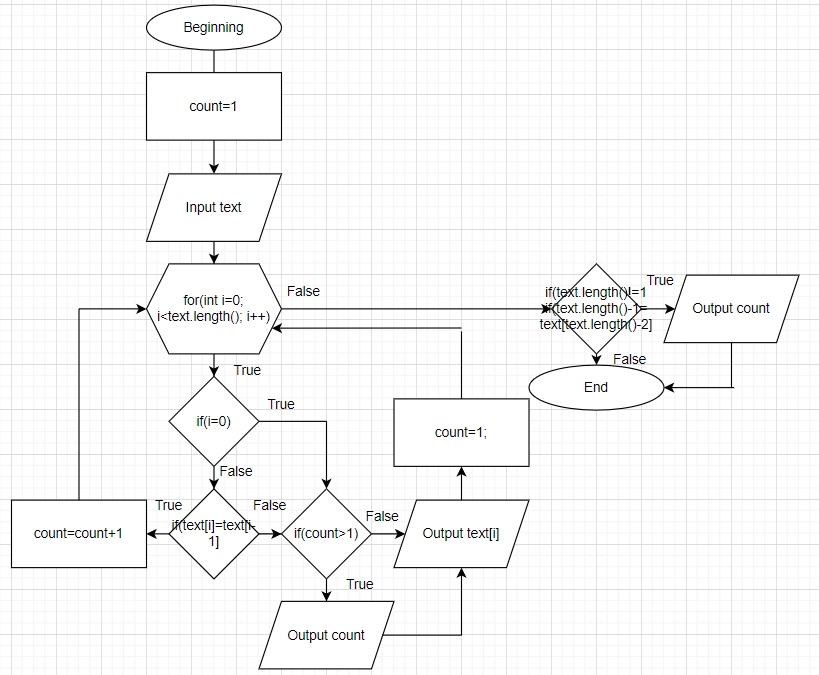 Beginning
count=1
Input text
for(int i=0;
i<text.length(); i++)
False
if(text.length()!=1
if(text.length()-1=
text[text.length()-2]
True
Output count
False
End
True
if(i=0)
True
count=1;
False
True
if(text[i]=text[i-
1]
False
if(count>1)
False
Output text[i]
count=count+1
True
Output count